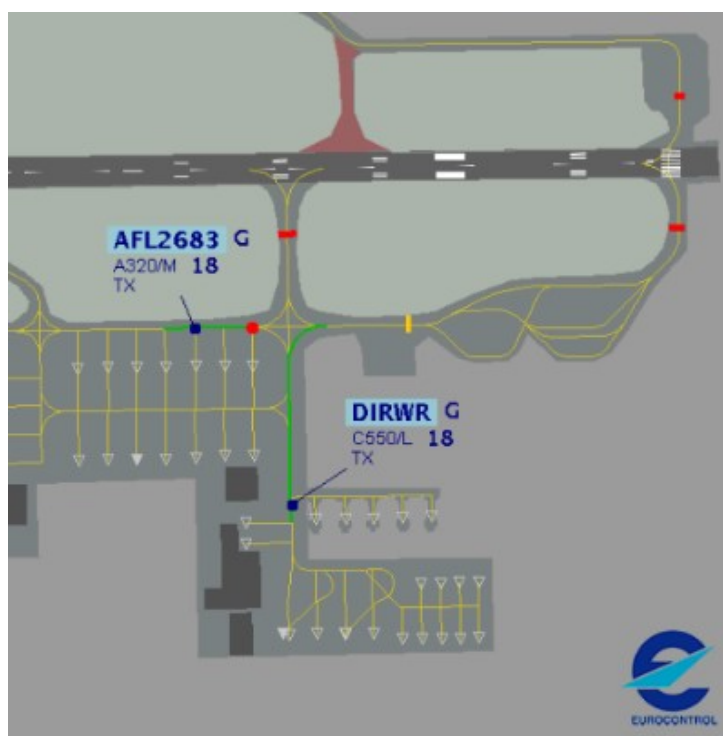 AFL2683 G
A320/M 18
TX
DIRWR G
C550/L 18
TX
EUROCONTROL